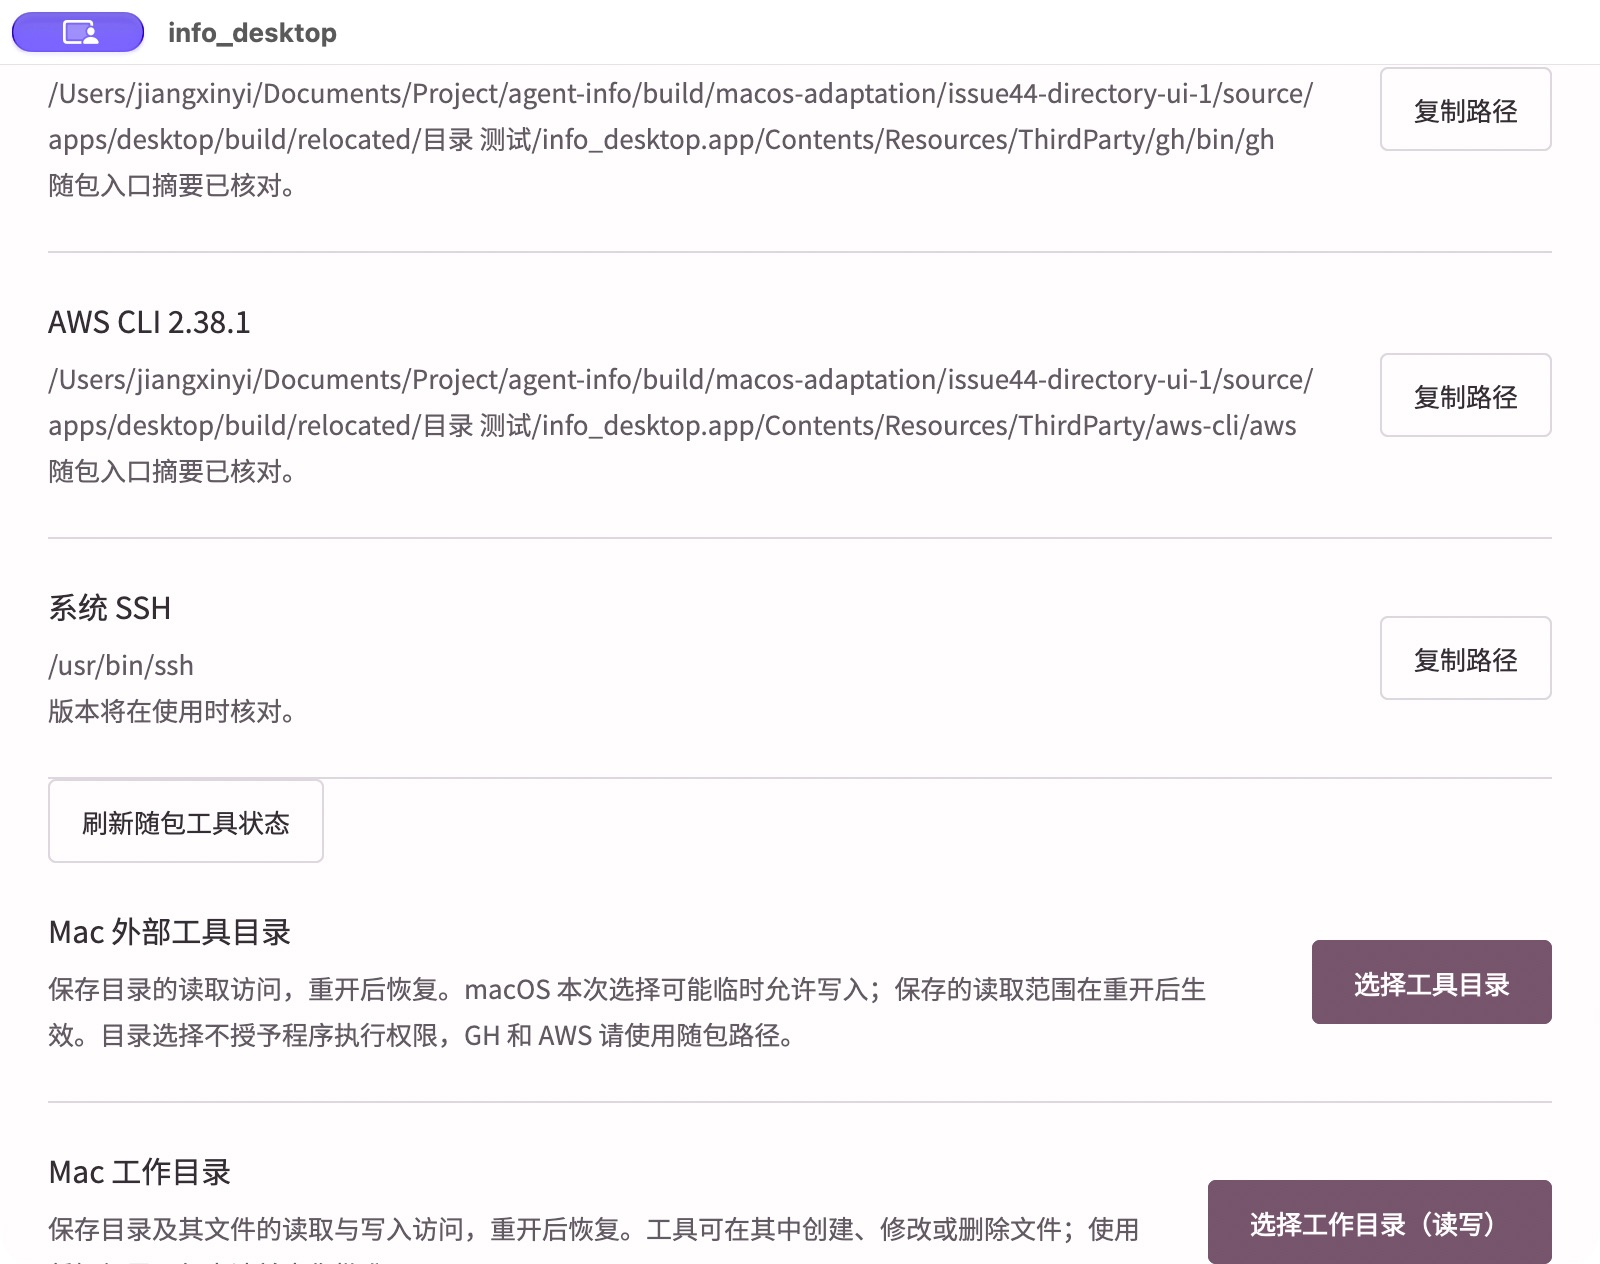 info_desktop
/Users/jiangxinyi/Documents/Project/agent-info/build/macos-adaptation/issue44-directory-ui-1/source/
apps/desktop/build/relocated/目录 测试/info_desktop.app/Contents/Resources/ThirdParty/gh/bin/gh
随包入口摘要已核对。
复制路径
AWS CLI 2.38.1
/Users/jiangxinyi/Documents/Project/agent-info/build/macos-adaptation/issue44-directory-ui-1/source/
apps/desktop/build/relocated/目录 测试/info_desktop.app/Contents/Resources/ThirdParty/aws-cli/aws
随包入口摘要已核对。
复制路径
系统 SSH
/usr/bin/ssh
版本将在使用时核对。
复制路径
刷新随包工具状态
Mac 外部工具目录
保存目录的读取访问，重开后恢复。macOS 本次选择可能临时允许写入；保存的读取范围在重开后生
效。目录选择不授予程序执行权限，GH 和 AWS 请使用随包路径。
选择工具目录
Mac 工作目录
保存目录及其文件的读取与写入访问，重开后恢复。工具可在其中创建、修改或删除文件；使用
选择工作目录（读写）